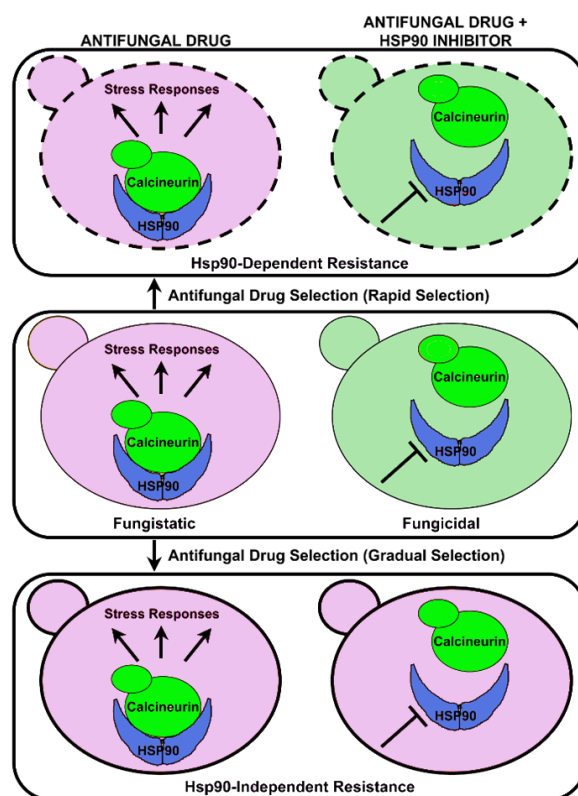 ANTIFUNGAL DRUG
ANTIFUNGAL DRUG +
HSP90 INHIBITOR
Stress Responses
Calcineurin
HSP90
Calcineurin
HSP90
Hsp90-Dependent Resistance
Antifungal Drug Selection (Rapid Selection)
Stress Responses
Calcineurin
HSP90
Calcineurin
HSP90
Fungistatic
Fungicidal
Antifungal Drug Selection (Gradual Selection)
Stress Responses
Calcineurin
HSP90
Calcineurin
HSP90
Hsp90-Independent Resistance